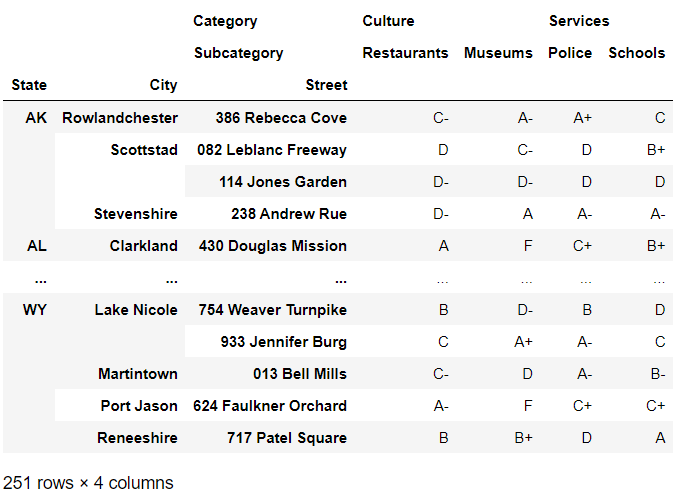 Category Culture Services
Subcategory Restaurants Museums Police Schools
State City Street
AK Rowlandchester 386 Rebecca Cove C- A- A+ C
Scottstad 082 Leblanc Freeway D C- D B+
114 Jones Garden D- D- D D
Stevenshire 238 Andrew Rue D- A A- A-
AL Clarkland 430 Douglas Mission A F C+ B+
... ... ... ... ... ... ...
WY Lake Nicole 754 Weaver Turnpike B D- B D
933 Jennifer Burg C A+ A- C
Martintown 013 Bell Mills C- D A- B-
Port Jason 624 Faulkner Orchard A- F C+ C+
Reneeshire 717 Patel Square B B+ D A
251 rows × 4 columns